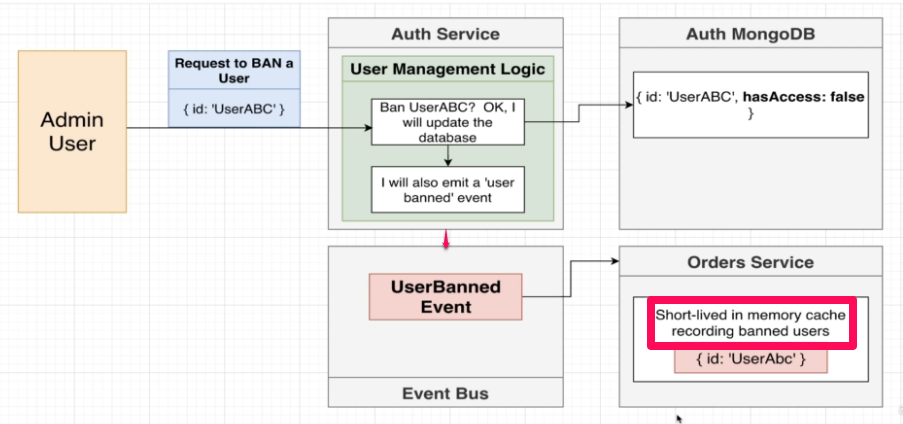 Admin
User
Request to BAN a
User
{ id: 'UserABC' }
Auth Service
User Management Logic
Ban UserABC? OK, I
will update the
database
I will also emit a 'user
banned' event
Auth MongoDB
{ id: 'UserABC', hasAccess: false
}
UserBanned
Event
Event Bus
Orders Service
Short-lived in memory cache
recording banned users
{ id: 'UserAbc' }